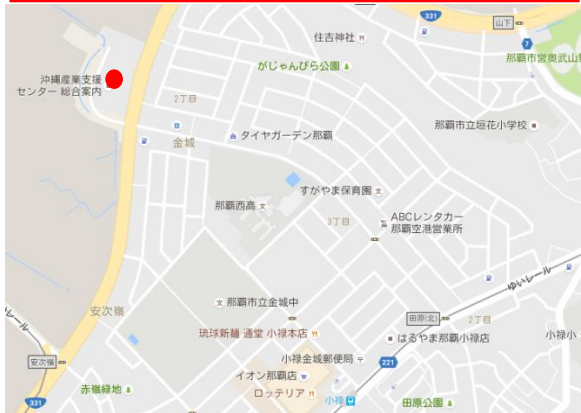 331
山下
住吉神社
7
那覇市営奥武山
がじゃんびら公園
沖縄産業支援
センター 総合案内
2丁目
那覇市立垣花小学校
タイヤガーデン那覇
金城
すがやま保育園
那覇西高
3丁目
ABCレンタカー
那覇空港営業所
ゆいレール
安次嶺
那覇市立金城中
田原(北)
2丁目
琉球新麺 通堂 小禄本店
はるやま那覇小禄店
小禄小
レール
小禄金城郵便局
221
安次嶺
イオン那覇店
赤嶺緑地
ロッテリア
小禄
田原公園
331